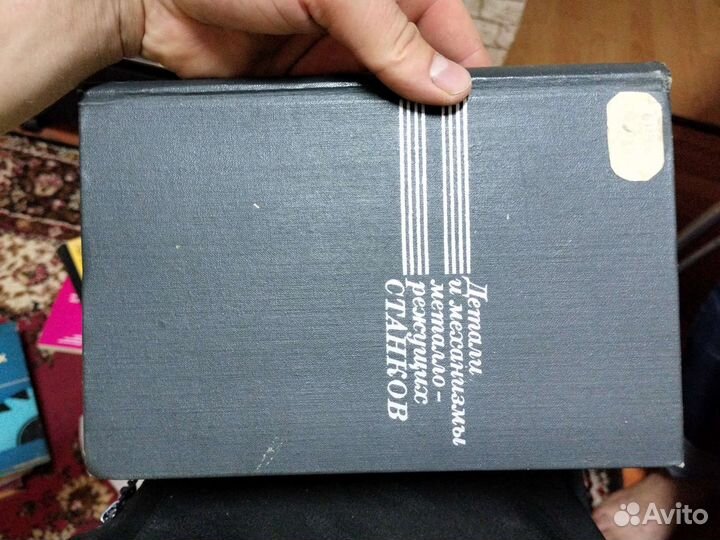 Детали
и механизмы
металло-
режущих
СТАНКОВ
Avito